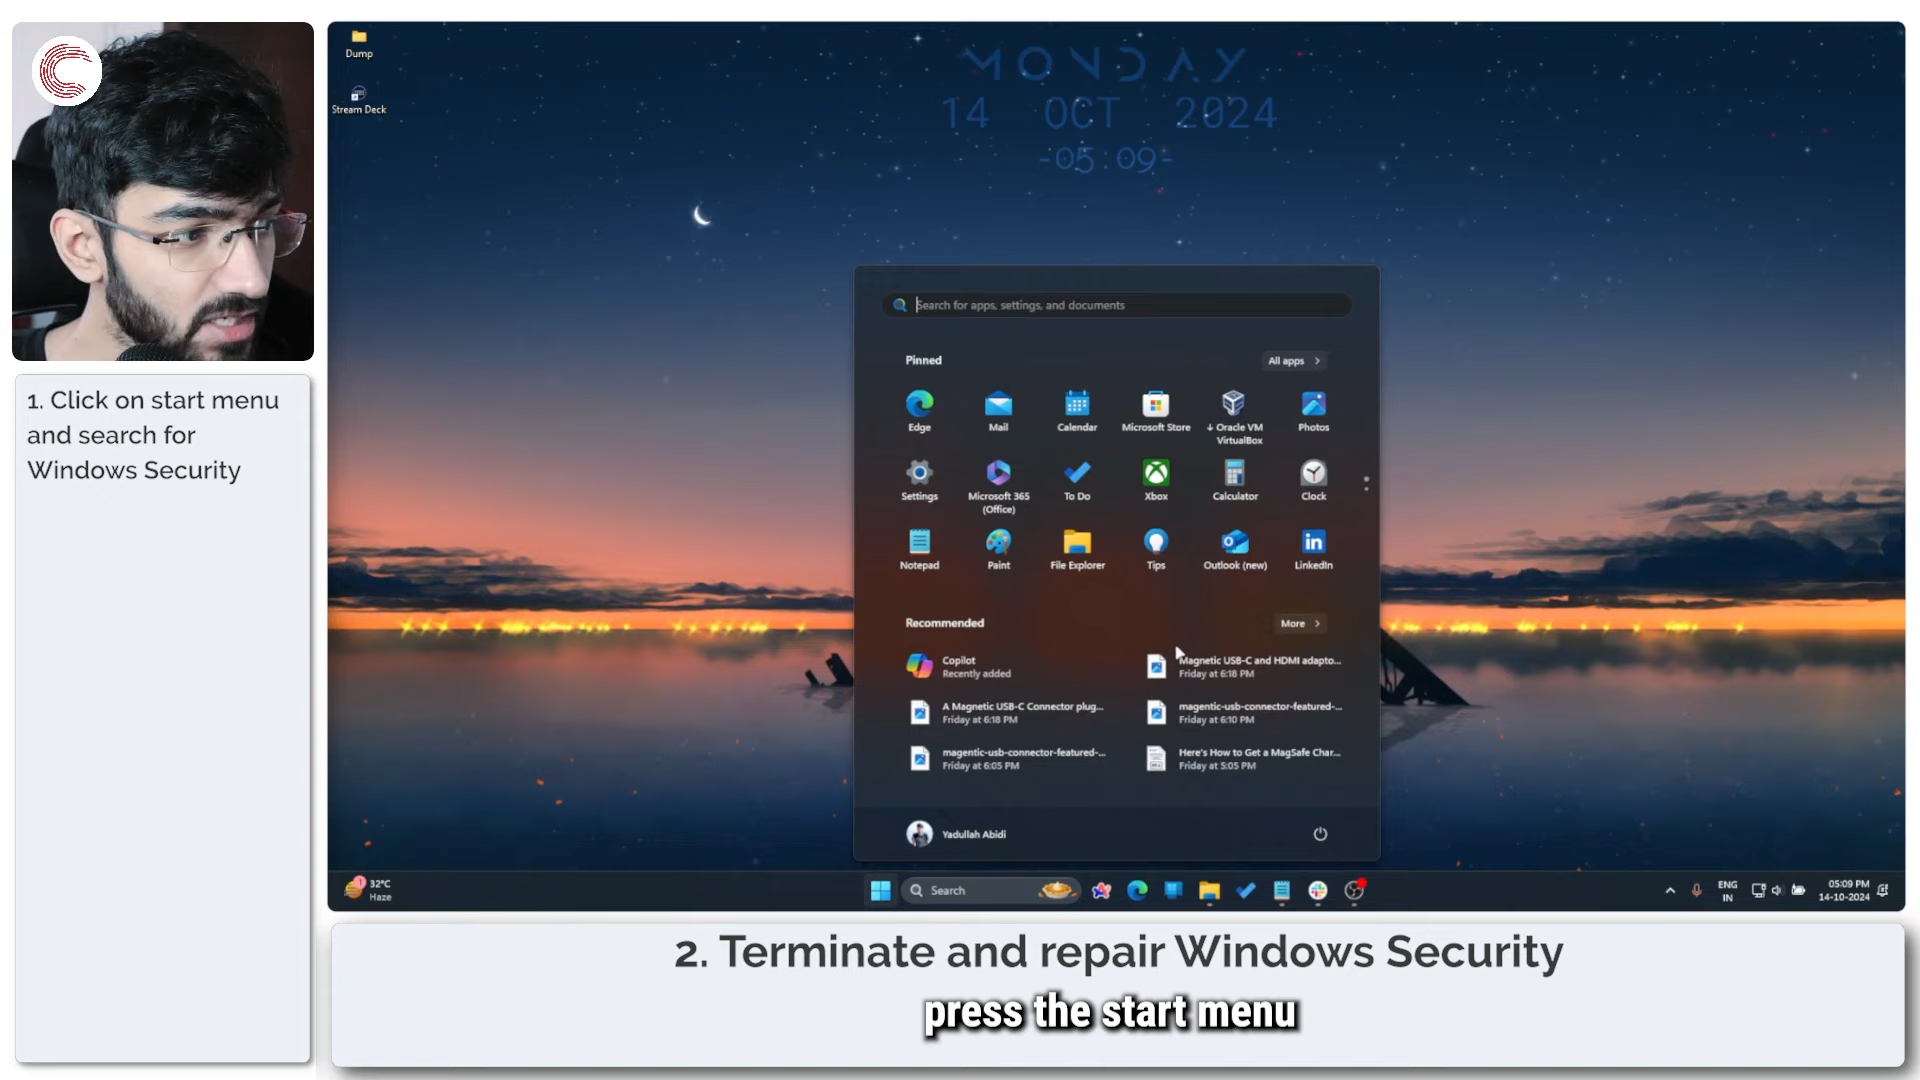 1. Click on start menu
and search for
Windows Security
Dump
Stream Deck
MONDAY
14 OCT 2024
-05:09-
Search for apps, settings, and documents
Pinned
All apps
Edge
Mail
Calendar
Microsoft Store
Oracle VM
VirtualBox
Photos
Settings
Microsoft 365
(Office)
To Do
Xbox
Calculator
Clock
Notepad
Paint
File Explorer
Tips
Outlook (new)
LinkedIn
Recommended
More
Copilot
Recently added
Magnetic USB-C and HDMI adapto...
Friday at 6:18 PM
A Magnetic USB-C Connector plug...
Friday at 6:18 PM
magentic-usb-connector-featured-...
Friday at 6:10 PM
magentic-usb-connector-featured-...
Friday at 6:05 PM
Here's How to Get a MagSafe Char...
Friday at 5:05 PM
Yadullah Abidi
1
32°C
Haze
Search
ENG
IN
05:09 PM
14-10-2024
2. Terminate and repair Windows Security
press the start menu